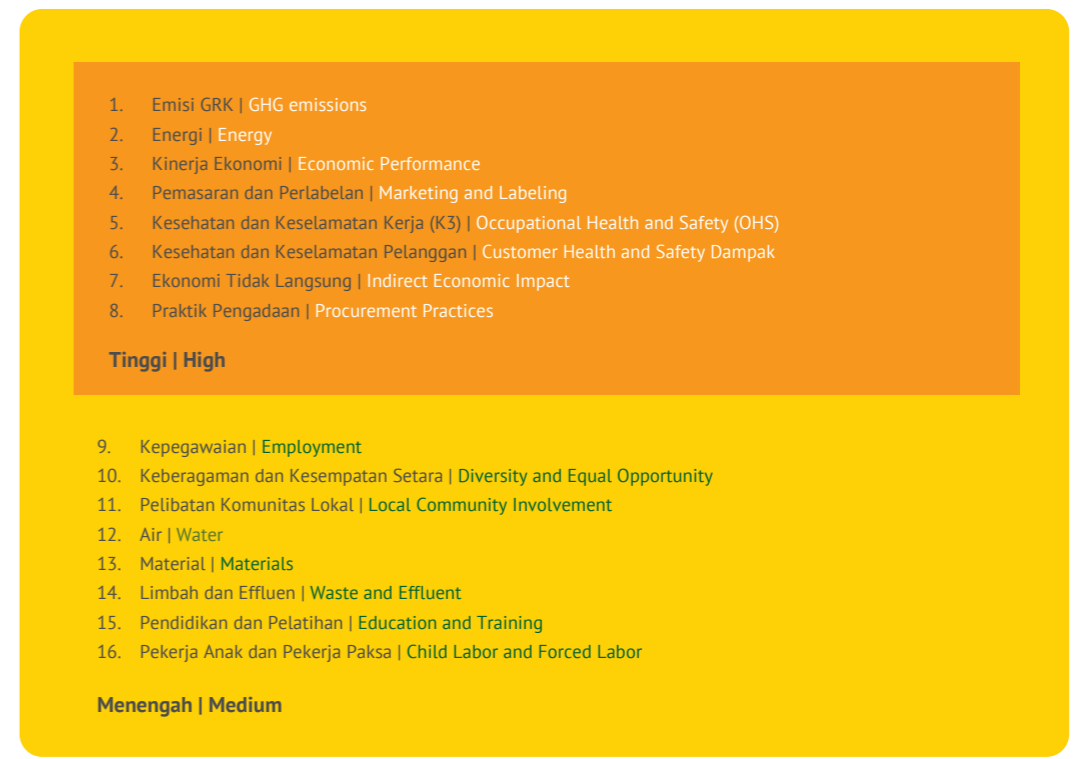 1. Emisi GRK | GHG emissions
2. Energi | Energy
3. Kinerja Ekonomi | Economic Performance
4. Pemasaran dan Perlabelan | Marketing and Labeling
5. Kesehatan dan Keselamatan Kerja (K3) | Occupational Health and Safety (OHS)
6. Kesehatan dan Keselamatan Pelanggan | Customer Health and Safety Dampak
7. Ekonomi Tidak Langsung | Indirect Economic Impact
8. Praktik Pengadaan | Procurement Practices
Tinggi | High
9. Kepegawaian | Employment
10. Keberagaman dan Kesempatan Setara | Diversity and Equal Opportunity
11. Pelibatan Komunitas Lokal | Local Community Involvement
12. Air | Water
13. Material | Materials
14. Limbah dan Effluen | Waste and Effluent
15. Pendidikan dan Pelatihan | Education and Training
16. Pekerja Anak dan Pekerja Paksa | Child Labor and Forced Labor
Menengah | Medium